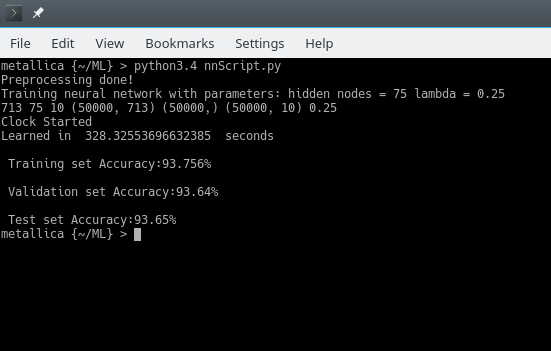 File Edit View Bookmarks Settings Help
metallica {~/ML} > python3.4 nnScript.py
Preprocessing done!
Training neural network with parameters: hidden nodes = 75 lambda = 0.25
713 75 10 (50000, 713) (50000,) (50000, 10) 0.25
Clock Started
Learned in  328.32553696632385  seconds
Training set Accuracy:93.756%
Validation set Accuracy:93.64%
Test set Accuracy:93.65%
metallica {~/ML} >